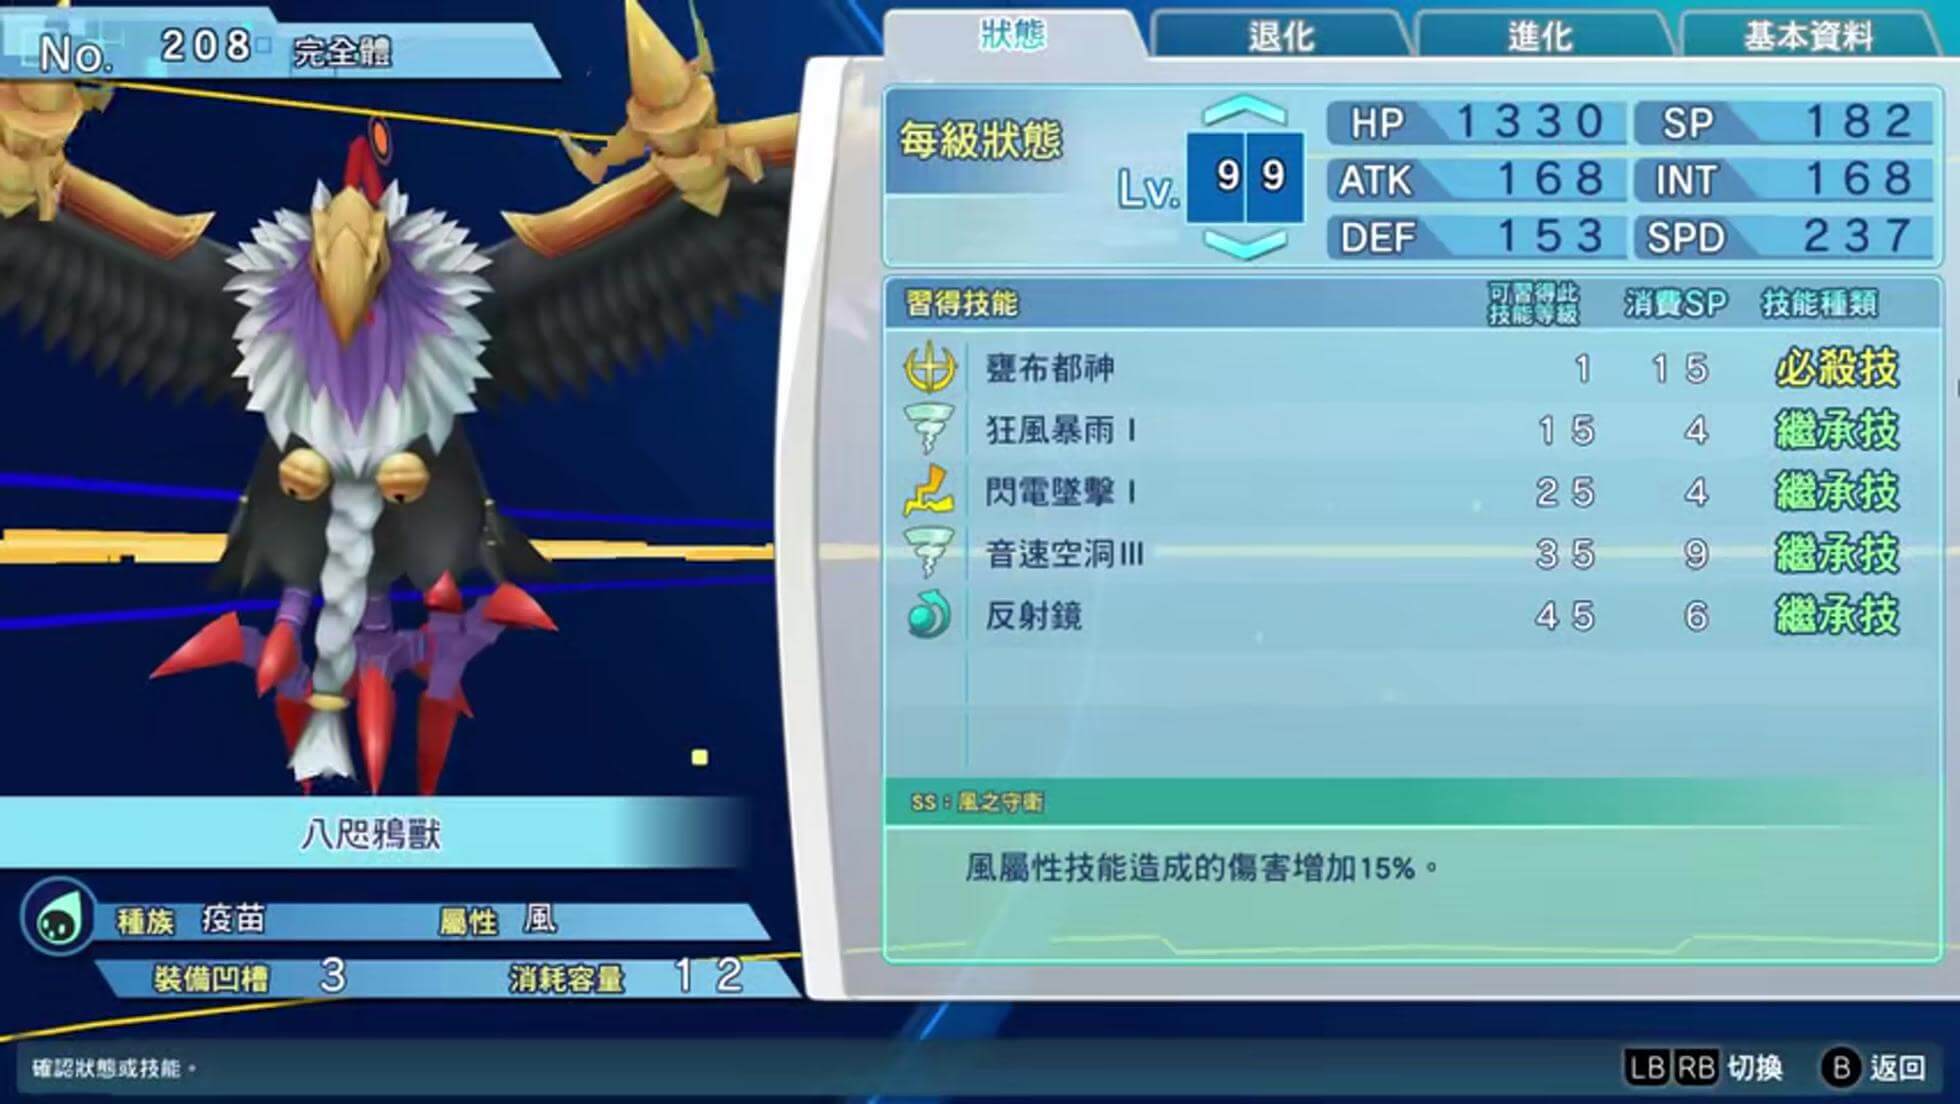 No. 208 完全體
狀態 退化 進化 基本資料
每級狀態
Lv. 99
HP 1330 SP 182
ATK 168 INT 168
DEF 153 SPD 237
習得技能 可習得此技能等級 消費SP 技能種類
甕布都神 1 15 必殺技
狂風暴雨 I 15 4 繼承技
閃電墜擊 I 25 4 繼承技
音速空洞III 35 9 繼承技
反射鏡 45 6 繼承技
SS：風之守衛
風屬性技能造成的傷害增加15%。
八咫鴉獸
種族 疫苗 屬性 風
裝備凹槽 3 消耗容量 12
確認狀態或技能。
LB RB 切換 B 返回